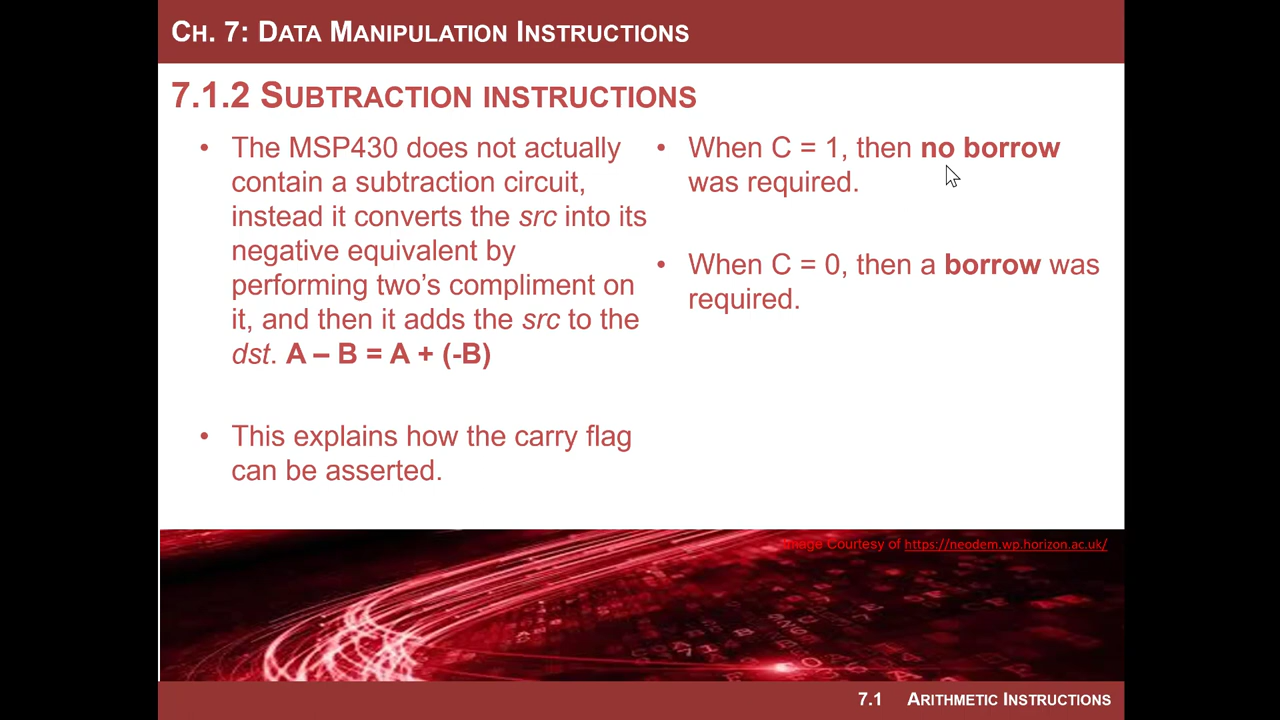 CH. 7: DATA MANIPULATION INSTRUCTIONS
7.1.2 SUBTRACTION INSTRUCTIONS
• The MSP430 does not actually
contain a subtraction circuit,
instead it converts the src into its
negative equivalent by
performing two’s compliment on
it, and then it adds the src to the
dst. A – B = A + (-B)
• This explains how the carry flag
can be asserted.
• When C = 1, then no borrow
was required.
• When C = 0, then a borrow was
required.
Image Courtesy of https://neodem.wp.horizon.ac.uk/
7.1 ARITHMETIC INSTRUCTIONS